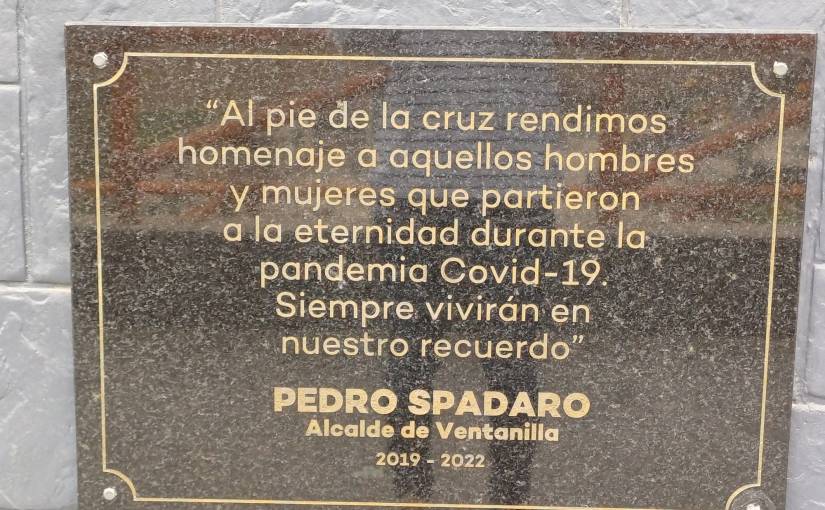 “Al pie de la cruz rendimos
homenaje a aquellos hombres
y mujeres que partieron
a la eternidad durante la
pandemia Covid-19.
Siempre vivirán en
nuestro recuerdo”
PEDRO SPADARO
Alcalde de Ventanilla
2019 - 2022